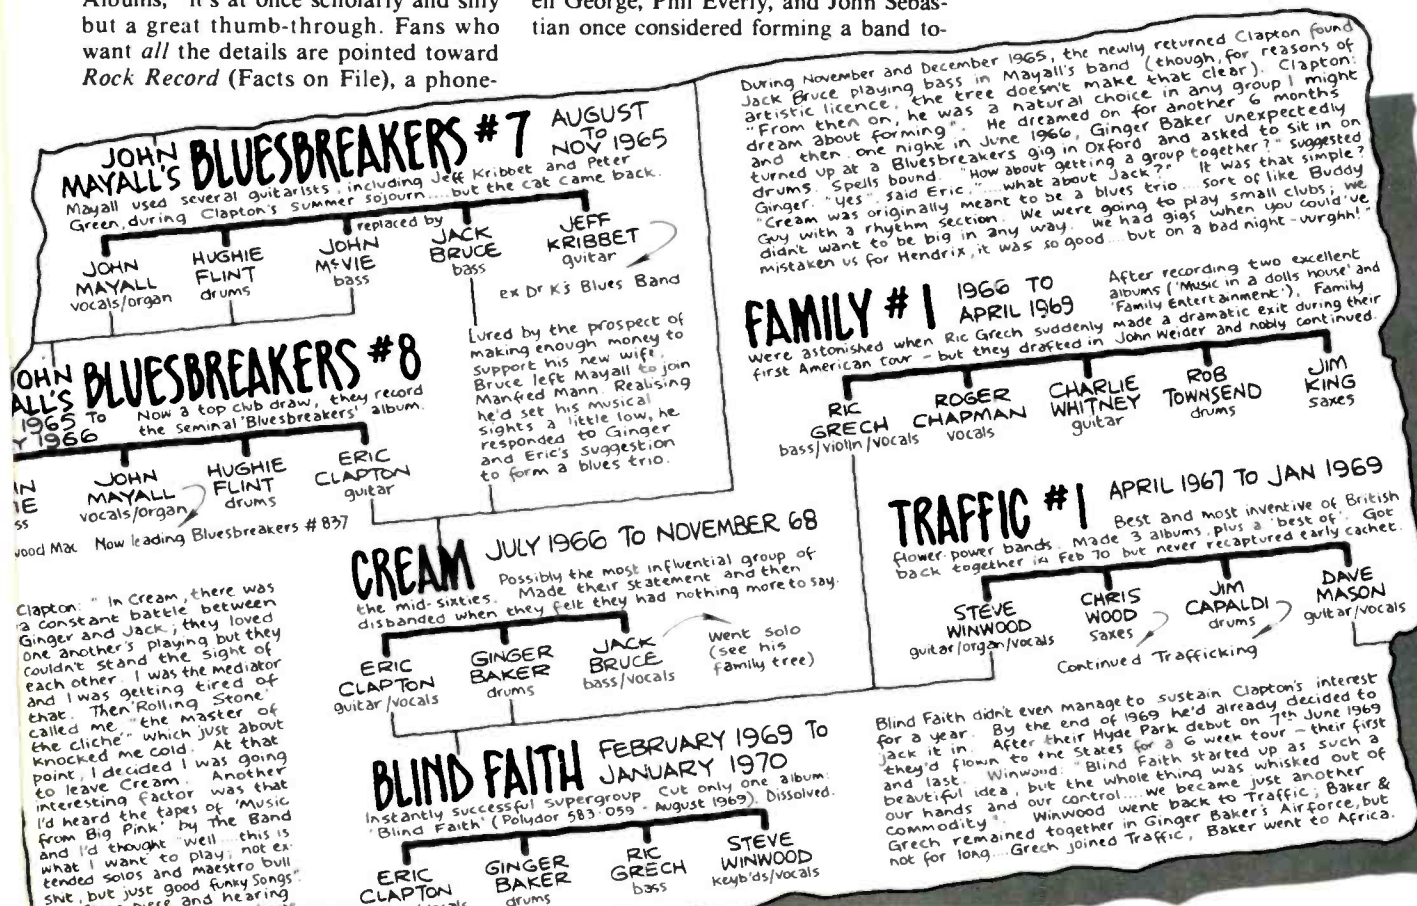 Albums," it's at once scholarly and silly
but a great thumb-through. Fans who
want all the details are pointed toward
Rock Record (Facts on File), a phone-
en George, Phil Everly, and John Sebas-
tian once considered forming a band to-
JOHN MAYALL'S BLUESBREAKERS #7 AUGUST TO NOV 1965
Mayall used several guitarists, including Jeff Kribbet and Peter
Green, during Clapton's summer sojourn.....but the cat came back.
replaced by
JOHN MAYALL vocals/organ
HUGHIE FLINT drums
JOHN McVIE bass
JACK BRUCE bass
JEFF KRIBBET guitar
ex Dr K's Blues Band
Lured by the prospect of
making enough money to
support his new wife,
Bruce left Mayall to join
Manfred Mann. Realising
he'd set his musical
sights a little low, he
responded to Ginger
and Eric's suggestion
to form a blues trio.
OHN ALL'S BLUESBREAKERS #8
1965 TO
Y 1966
Now a top club draw, they record
the seminal 'Bluesbreakers' album.
JOHN MAYALL vocals/organ
HUGHIE FLINT drums
ERIC CLAPTON guitar
wood Mac
Now leading Bluesbreakers #837
Clapton: "In Cream, there was
a constant battle between
Ginger and Jack; they loved
one another's playing but they
couldn't stand the sight of
each other. I was the mediator
and I was getting tired of
that. Then 'Rolling Stone'
called me, "the master of
the cliche" which just about
knocked me cold. At that
point, I decided I was going
to leave Cream. Another
interesting factor was that
I'd heard the tapes of 'Music
from Big Pink' by The Band
and I'd thought "well....this is
what I want to play; not ex-
tended solos and maestro bull
shit, but just good funky songs".
piece and hearing
CREAM JULY 1966 TO NOVEMBER 68
Possibly the most influential group of
the mid-sixties. Made their statement and then
disbanded when they felt they had nothing more to say.
ERIC CLAPTON guitar/vocals
GINGER BAKER drums
JACK BRUCE bass/vocals
Went solo
(see his
family tree)
BLIND FAITH FEBRUARY 1969 TO JANUARY 1970
Instantly successful supergroup. Cut only one album:
'Blind Faith' (Polydor 583·059 - August 1969). Dissolved.
ERIC CLAPTON
GINGER BAKER drums
RIC GRECH bass
STEVE WINWOOD keyb'ds/vocals
During November and December 1965, the newly returned Clapton found
Jack Bruce playing bass in Mayall's band (though, for reasons of
artistic licence, the tree doesn't make that clear). Clapton:
"From then on, he was a natural choice in any group I might
dream about forming". He dreamed on for another 6 months
and then, one night in June 1966, Ginger Baker unexpectedly
turned up at a Bluesbreakers gig in Oxford and asked to sit in on
drums. Spells bound. "How about getting a group together?" suggested
Ginger. "Yes", said Eric "....what about Jack?" It was that simple?
"Cream was originally meant to be a blues trio....sort of like Buddy
Guy with a rhythm section. We were going to play small clubs; we
didn't want to be big in any way. We had gigs when you could've
mistaken us for Hendrix, it was so good....but on a bad night -wrghh!"
FAMILY #1 1966 TO APRIL 1969
After recording two excellent
albums ('Music in a dolls house' and
'Family Entertainment'), Family
were astonished when Ric Grech suddenly made a dramatic exit during their
first American tour - but they drafted in John Weider and nobly continued.
RIC GRECH bass/violin/vocals
ROGER CHAPMAN vocals
CHARLIE WHITNEY guitar
ROB TOWNSEND drums
JIM KING saxes
TRAFFIC #1 APRIL 1967 TO JAN 1969
Best and most inventive of British
flower-power bands. Made 3 albums, plus a 'best of'. Got
back together in Feb 70 but never recaptured early cachet.
STEVE WINWOOD guitar/organ/vocals
CHRIS WOOD saxes
JIM CAPALDI drums
DAVE MASON guitar/vocals
Continued Trafficking
Blind Faith didn't even manage to sustain Clapton's interest
for a year. By the end of 1969 he'd already decided to
jack it in. After their Hyde Park debut on 7th June 1969
they'd flown to the States for a 6 week tour - their first
and last. Winwood: "Blind Faith started up as such a
beautiful idea, but the whole thing was whisked out of
our hands and our control....we became just another
commodity". Winwood went back to Traffic; Baker &
Grech remained together in Ginger Baker's Airforce, but
not for long....Grech joined Traffic, Baker went to Africa.